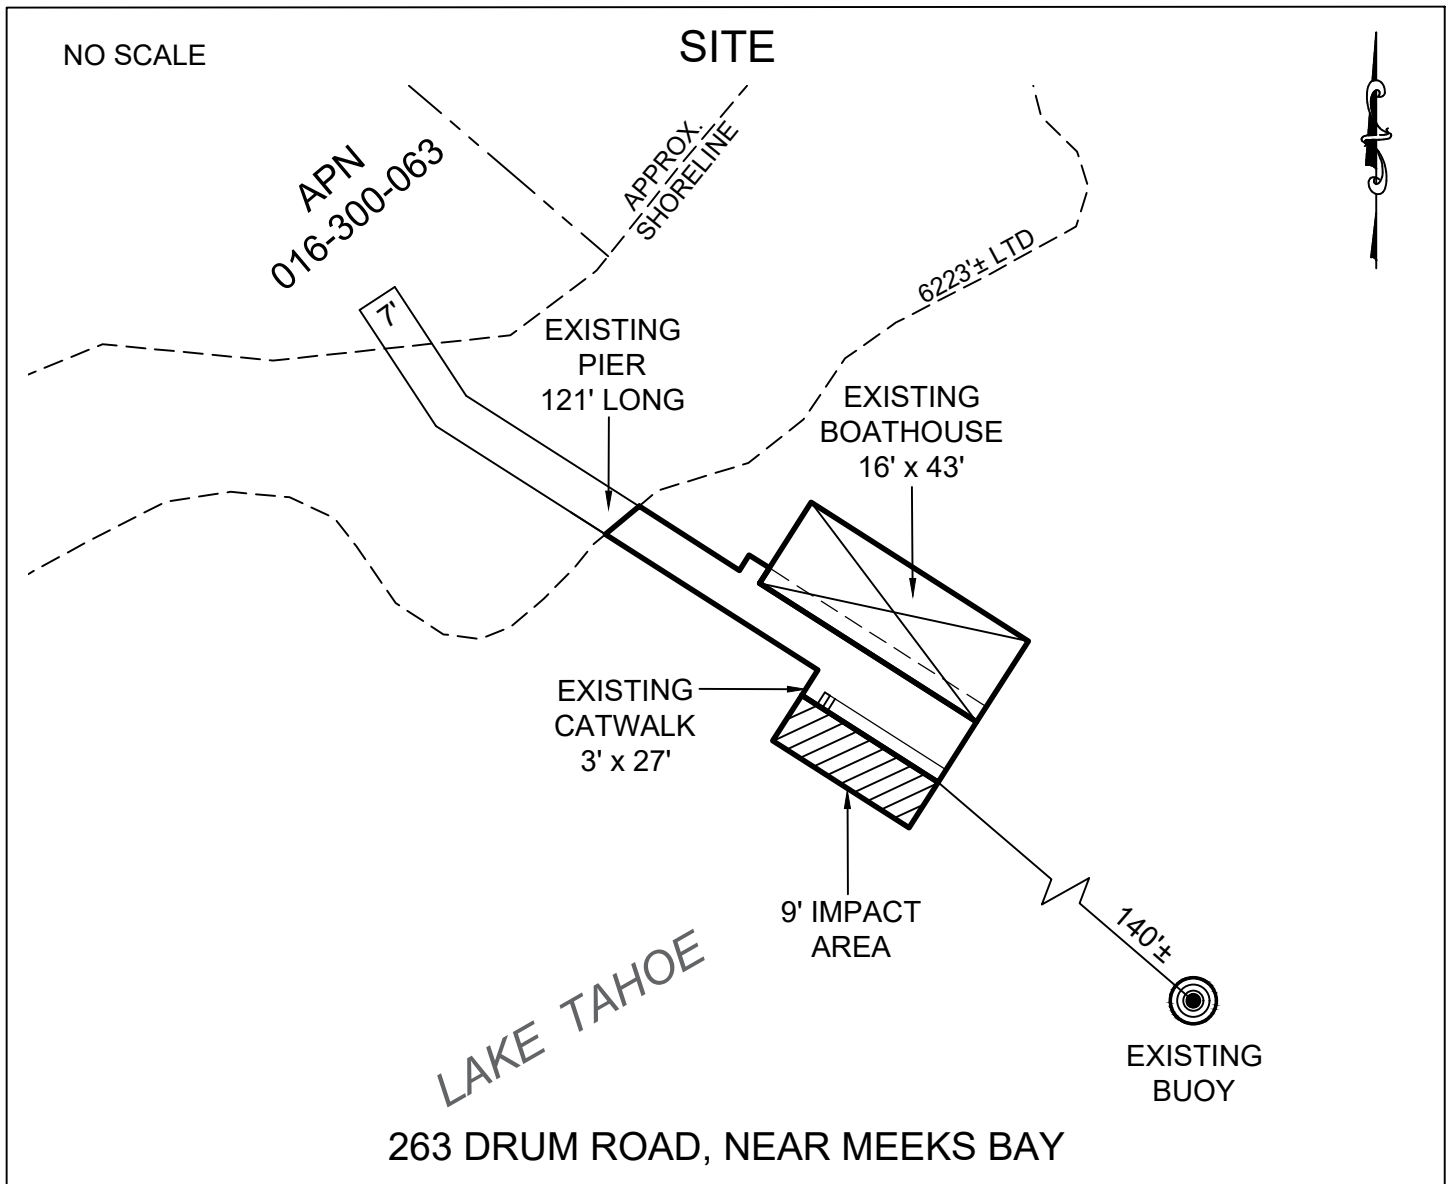 NO SCALE
SITE
APN
016-300-063
APPROX.
SHORELINE
6223'± LTD
7'
EXISTING
PIER
121' LONG
EXISTING
BOATHOUSE
16' x 43'
EXISTING
CATWALK
3' x 27'
9' IMPACT
AREA
140'±
LAKE TAHOE
EXISTING
BUOY
263 DRUM ROAD, NEAR MEEKS BAY